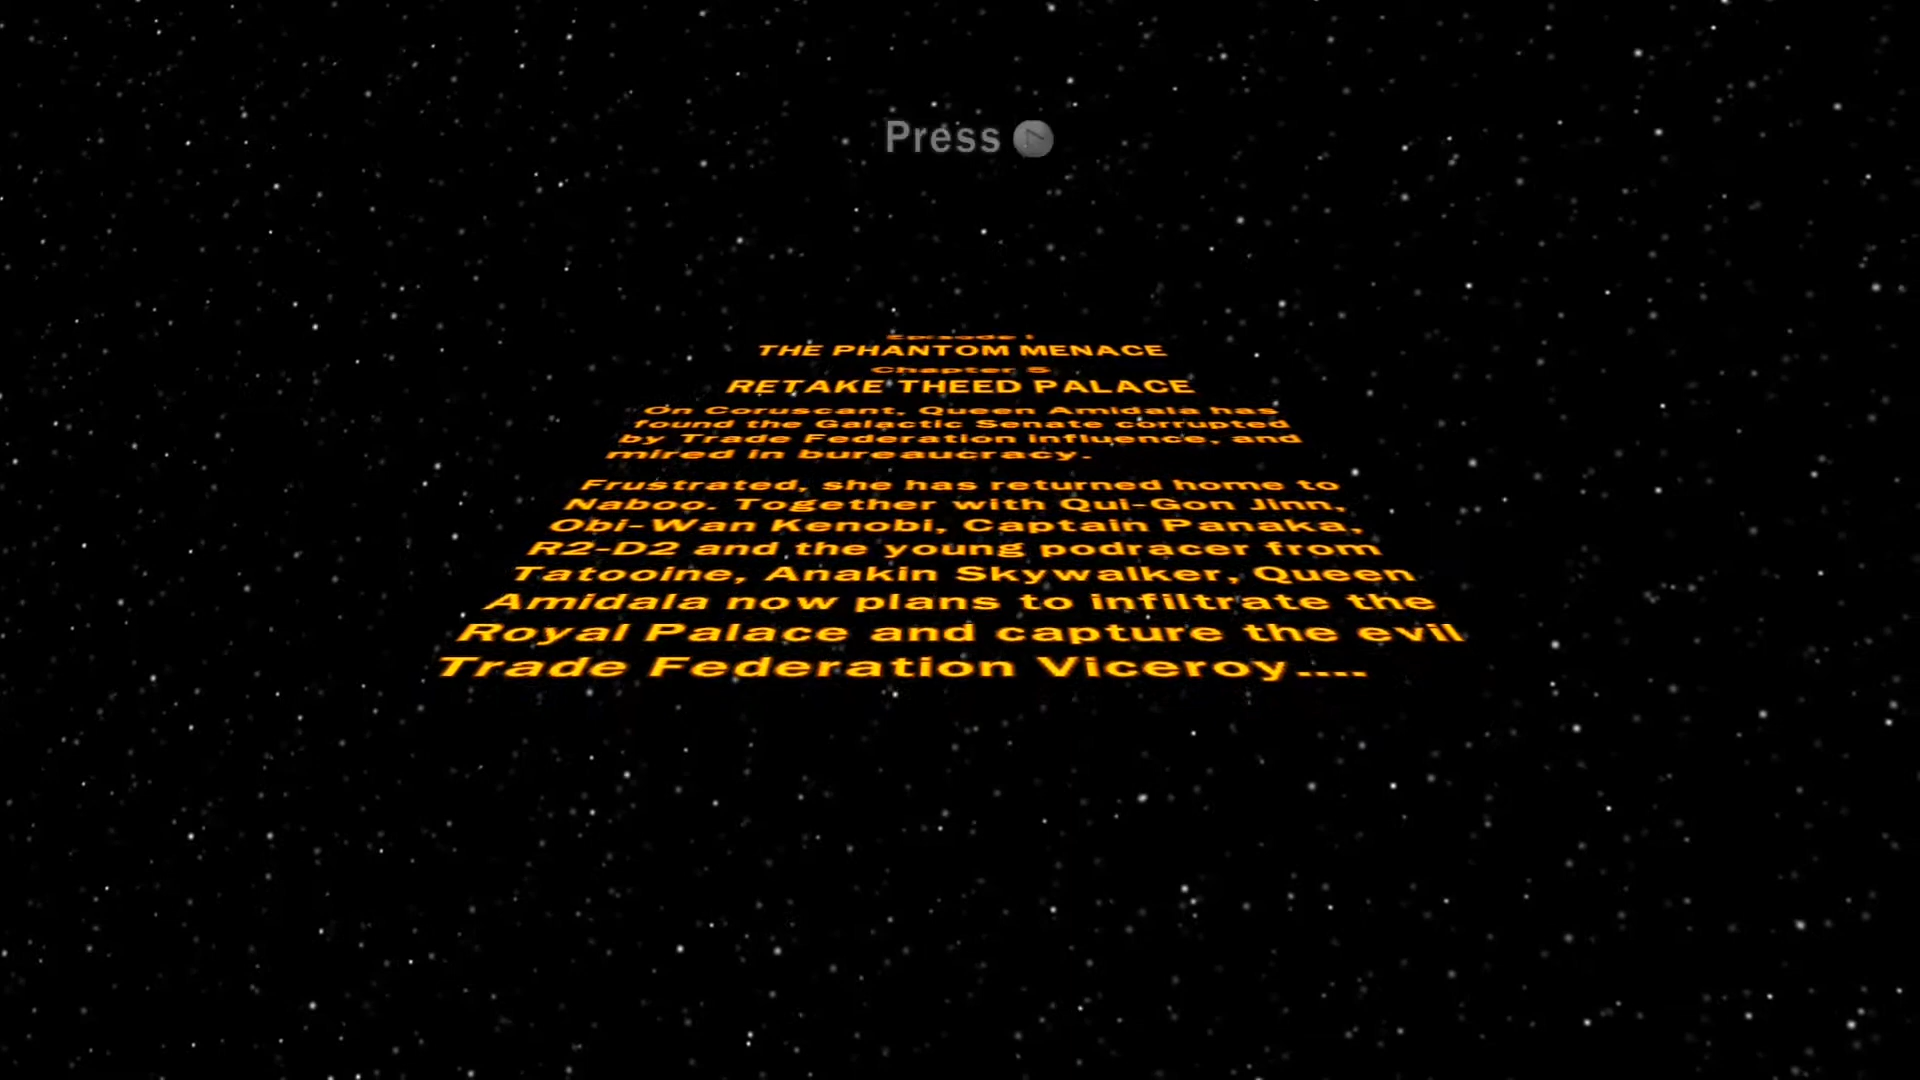 Press
Episode I
THE PHANTOM MENACE
Chapter 5
RETAKE THEED PALACE
On Coruscant, Queen Amidala has
found the Galactic Senate corrupted
by Trade Federation influence, and
mired in bureaucracy.
Frustrated, she has returned home to
Naboo. Together with Qui-Gon Jinn,
Obi-Wan Kenobi, Captain Panaka,
R2-D2 and the young podracer from
Tatooine, Anakin Skywalker, Queen
Amidala now plans to infiltrate the
Royal Palace and capture the evil
Trade Federation Viceroy....